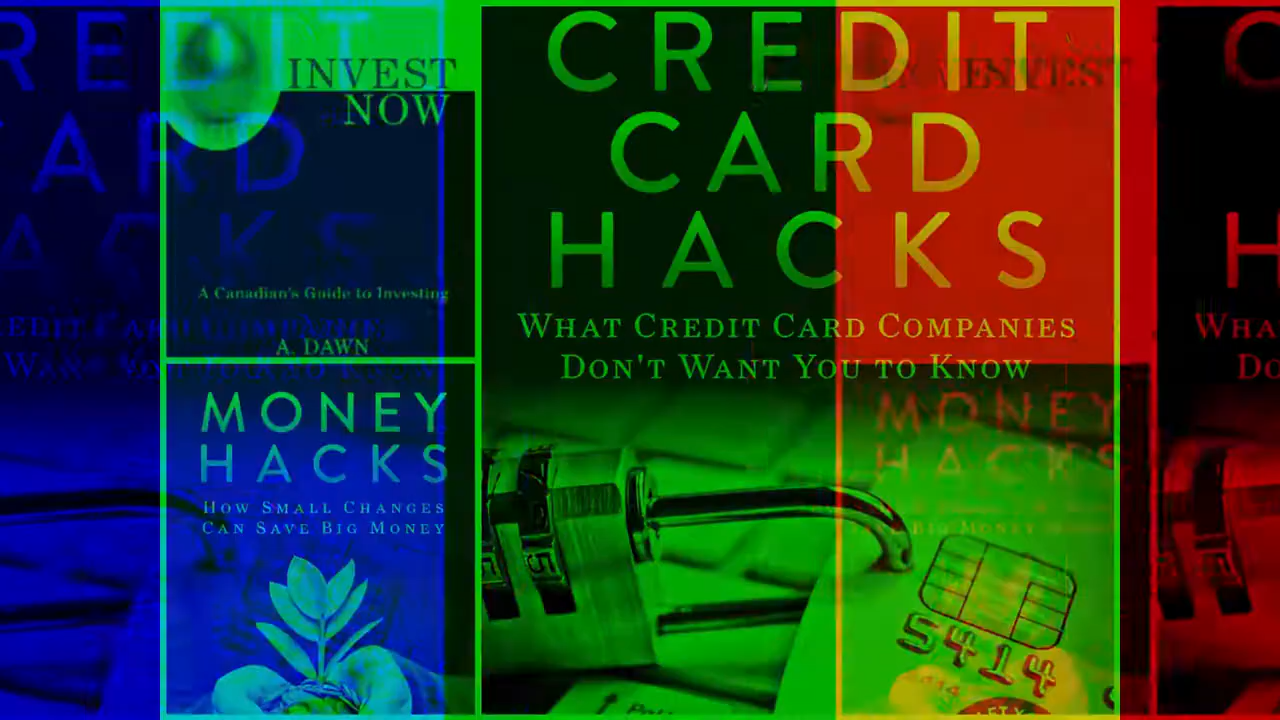 INVEST
NOW
A Canadian's Guide to Investing
A. DAWN
MONEY
HACKS
HOW SMALL CHANGES
CAN SAVE BIG MONEY
CREDIT
CARD
HACKS
WHAT CREDIT CARD COMPANIES
DON'T WANT YOU TO KNOW
5
5414